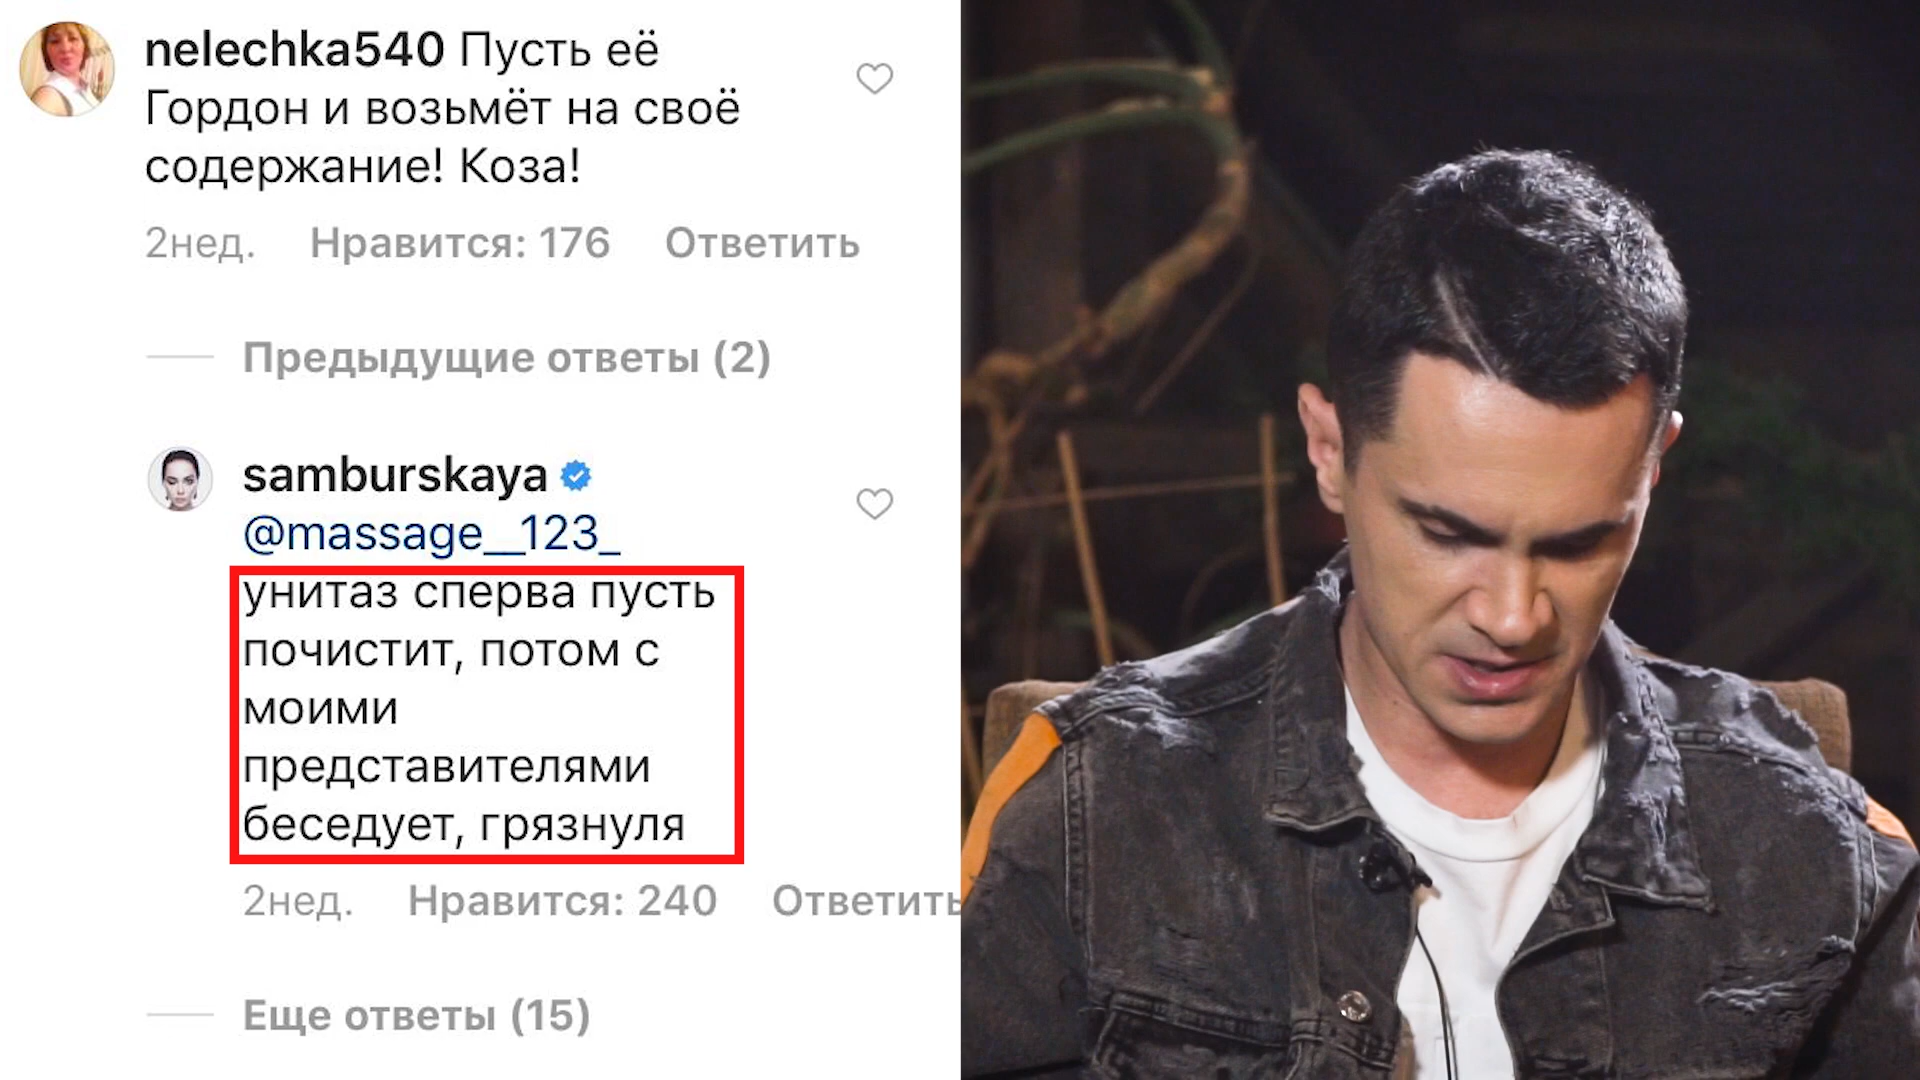 nelechka540 Пусть её
Гордон и возьмёт на своё
содержание! Коза!
2нед. Нравится: 176 Ответить
Предыдущие ответы (2)
samburskaya
@massage__123_
унитаз сперва пусть
почистит, потом с
моими
представителями
беседует, грязнуля
2нед. Нравится: 240 Ответить
Еще ответы (15)